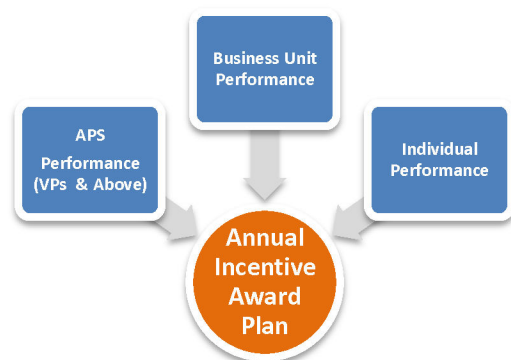 Business Unit
Performance
APS
Performance
(VPs & Above)
Individual
Performance
Annual
Incentive
Award
Plan